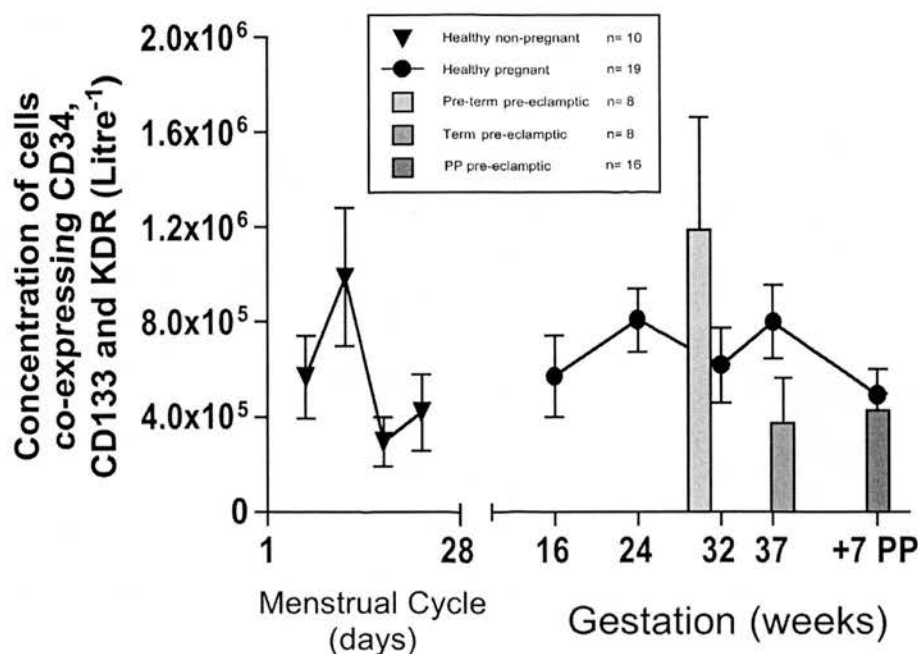 Concentration of cells
co-expressing CD34,
CD133 and KDR (Litre⁻¹)
2.0x10⁶
1.6x10⁶
1.2x10⁶
8.0x10⁵
4.0x10⁵
0
Healthy non-pregnant n= 10
Healthy pregnant n= 19
Pre-term pre-eclamptic n= 8
Term pre-eclamptic n= 8
PP pre-eclamptic n= 16
1 28
16 24 32 37 +7 PP
Menstrual Cycle
(days)
Gestation (weeks)